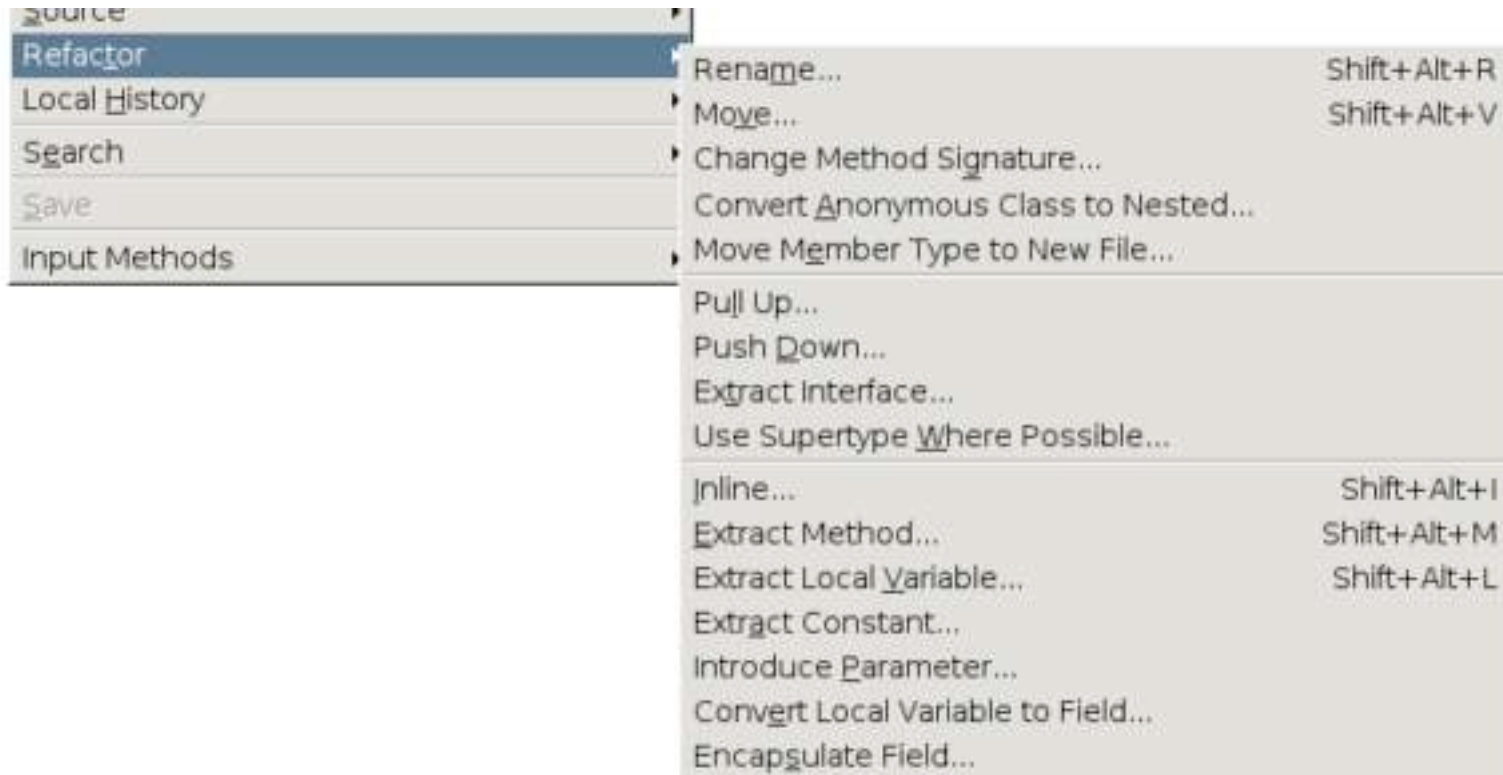 Source
Refactor
Local History
Search
Save
Input Methods
Rename... Shift+Alt+R
Move... Shift+Alt+V
Change Method Signature...
Convert Anonymous Class to Nested...
Move Member Type to New File...
Pull Up...
Push Down...
Extract Interface...
Use Supertype Where Possible...
Inline... Shift+Alt+I
Extract Method... Shift+Alt+M
Extract Local Variable... Shift+Alt+L
Extract Constant...
Introduce Parameter...
Convert Local Variable to Field...
Encapsulate Field...